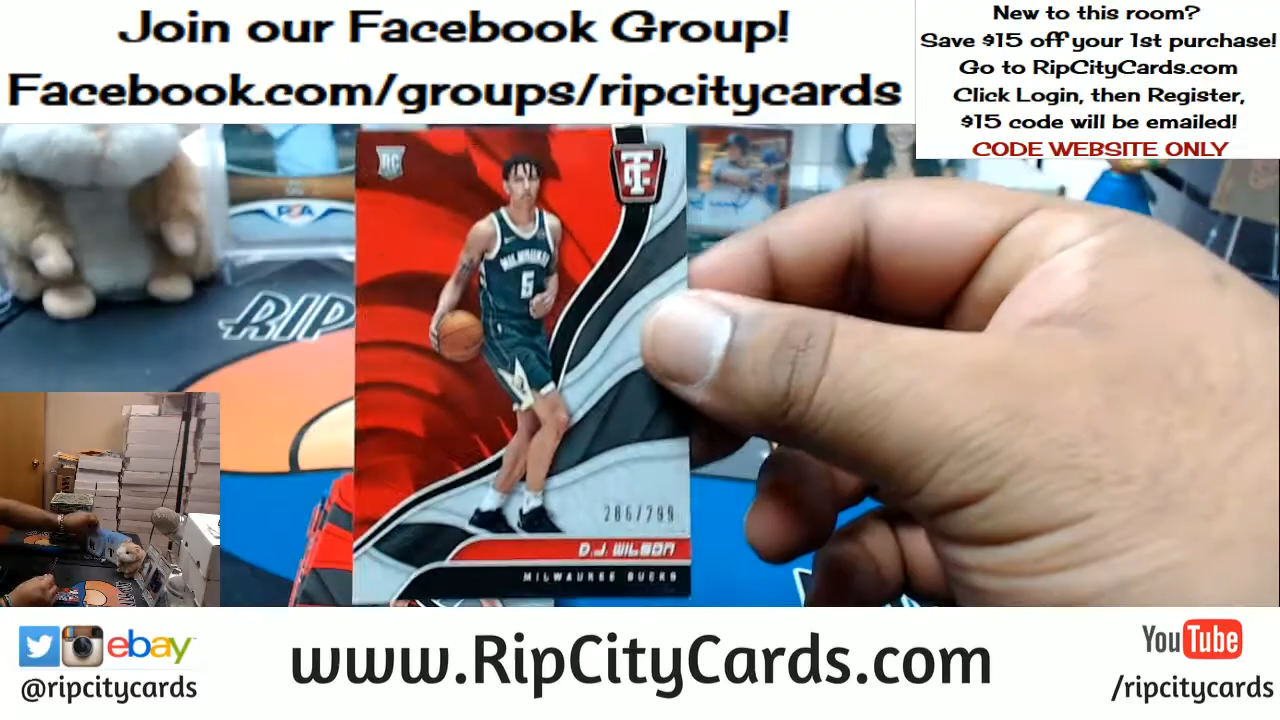 Join our Facebook Group!
Facebook.com/groups/ripcitycards
New to this room?
Save $15 off your 1st purchase!
Go to RipCityCards.com
Click Login, then Register,
$15 code will be emailed!
CODE WEBSITE ONLY
PSA
RC
RIP
MILWAUKEE
5
286/299
D.J. WILSON
MILWAUKEE BUCKS
ebay
@ripcitycards
www.RipCityCards.com
YouTube
/ripcitycards